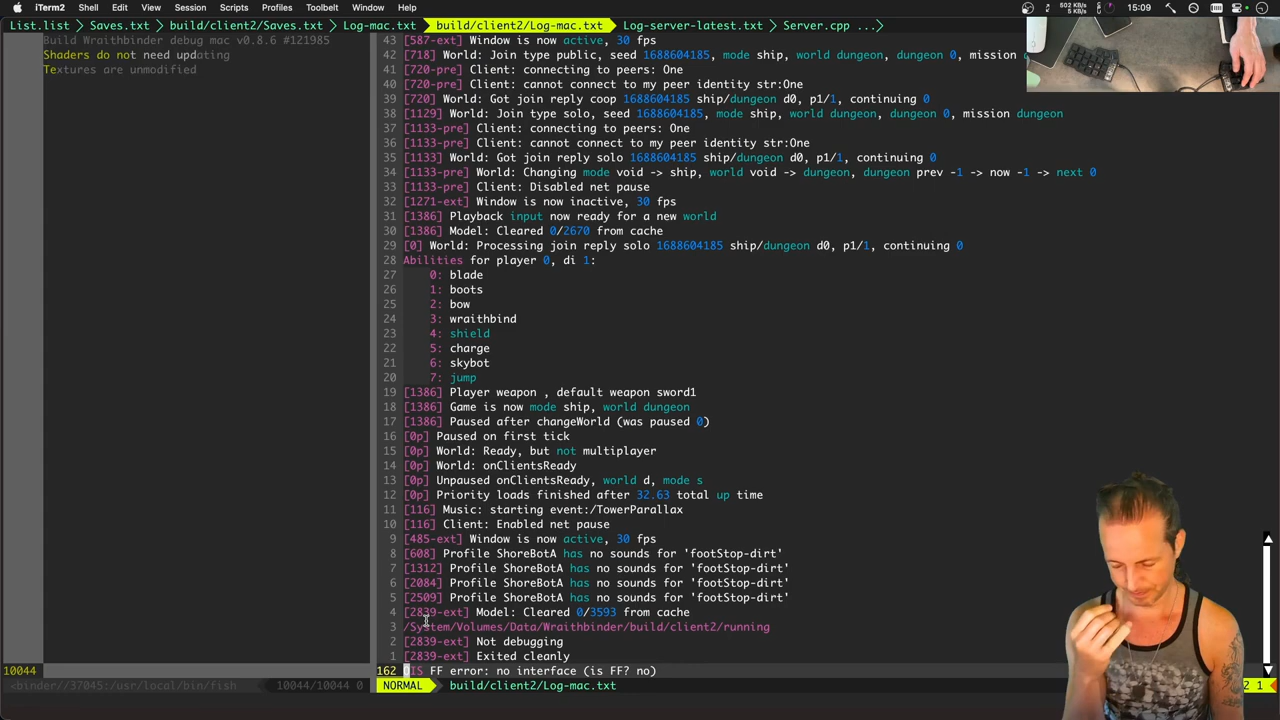 iTerm2 Shell Edit View Session Scripts Profiles Toolbelt Window Help 502 KB/s 5 KB/s 15:09
List.list Saves.txt build/client2/Saves.txt Log-mac.txt build/client2/Log-mac.txt Log-server-latest.txt Server.cpp ...
Build Wraithbinder debug mac v0.8.6 #121985
Shaders do not need updating
Textures are unmodified
43 [587-ext] Window is now active, 30 fps
42 [718] World: Join type public, seed 1688604185, mode ship, world dungeon, dungeon 0, mission d
41 [720-pre] Client: connecting to peers: One
40 [720-pre] Client: cannot connect to my peer identity str:One
39 [720] World: Got join reply coop 1688604185 ship/dungeon d0, p1/1, continuing 0
38 [1129] World: Join type solo, seed 1688604185, mode ship, world dungeon, dungeon 0, mission dungeon
37 [1133-pre] Client: connecting to peers: One
36 [1133-pre] Client: cannot connect to my peer identity str:One
35 [1133] World: Got join reply solo 1688604185 ship/dungeon d0, p1/1, continuing 0
34 [1133-pre] World: Changing mode void -> ship, world void -> dungeon, dungeon prev -1 -> now -1 -> next 0
33 [1133-pre] Client: Disabled net pause
32 [1271-ext] Window is now inactive, 30 fps
31 [1386] Playback input now ready for a new world
30 [1386] Model: Cleared 0/2670 from cache
29 [0] World: Processing join reply solo 1688604185 ship/dungeon d0, p1/1, continuing 0
28 Abilities for player 0, di 1:
27 0: blade
26 1: boots
25 2: bow
24 3: wraithbind
23 4: shield
22 5: charge
21 6: skybot
20 7: jump
19 [1386] Player weapon , default weapon sword1
18 [1386] Game is now mode ship, world dungeon
17 [1386] Paused after changeWorld (was paused 0)
16 [0p] Paused on first tick
15 [0p] World: Ready, but not multiplayer
14 [0p] World: onClientsReady
13 [0p] Unpaused onClientsReady, world d, mode s
12 [0p] Priority loads finished after 32.63 total up time
11 [116] Music: starting event:/TowerParallax
10 [116] Client: Enabled net pause
9 [485-ext] Window is now active, 30 fps
8 [608] Profile ShoreBotA has no sounds for 'footStop-dirt'
7 [1312] Profile ShoreBotA has no sounds for 'footStop-dirt'
6 [2084] Profile ShoreBotA has no sounds for 'footStop-dirt'
5 [2509] Profile ShoreBotA has no sounds for 'footStop-dirt'
4 [2839-ext] Model: Cleared 0/3593 from cache
3 /System/Volumes/Data/Wraithbinder/build/client2/running
2 [2839-ext] Not debugging
1 [2839-ext] Exited cleanly
10044 162 DIS FF error: no interface (is FF? no)
<binder//37045:/usr/local/bin/fish 10044/10044 0 NORMAL build/client2/Log-mac.txt 2 1